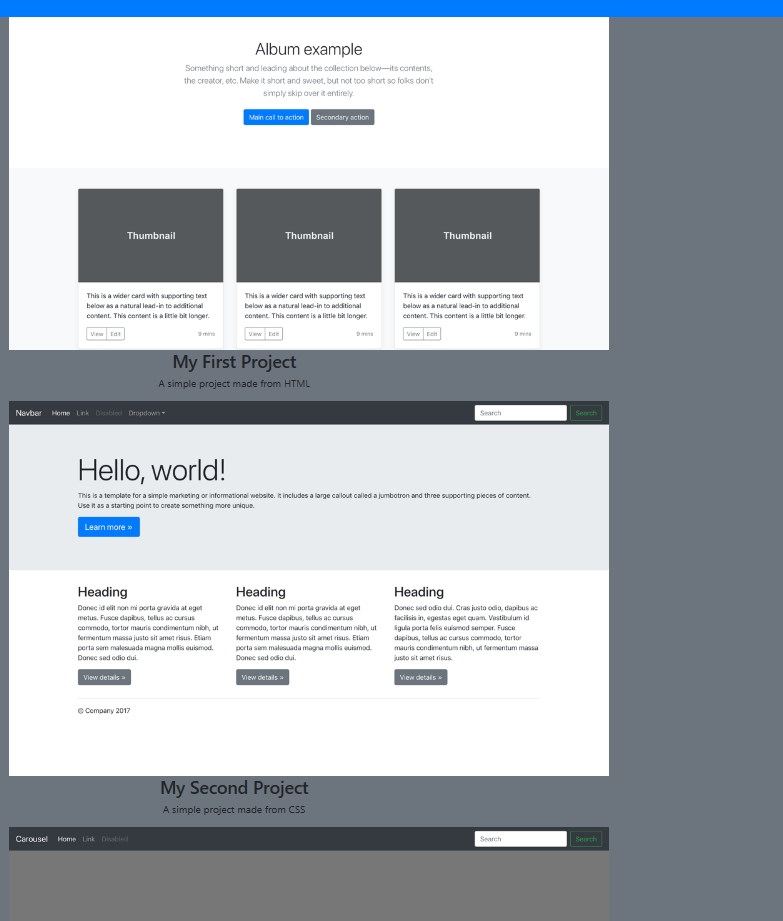 Album example
Something short and leading about the collection below—its contents,
the creator, etc. Make it short and sweet, but not too short so folks don't
simply skip over it entirely.
Main call to action Secondary action
Thumbnail Thumbnail Thumbnail
This is a wider card with supporting text
below as a natural lead-in to additional
content. This content is a little bit longer.
View Edit 9 mins
This is a wider card with supporting text
below as a natural lead-in to additional
content. This content is a little bit longer.
View Edit 9 mins
This is a wider card with supporting text
below as a natural lead-in to additional
content. This content is a little bit longer.
View Edit 9 mins
My First Project
A simple project made from HTML
Navbar Home Link Disabled Dropdown Search Search
Hello, world!
This is a template for a simple marketing or informational website. It includes a large callout called a jumbotron and three supporting pieces of content.
Use it as a starting point to create something more unique.
Learn more »
Heading
Donec id elit non mi porta gravida at eget
metus. Fusce dapibus, tellus ac cursus
commodo, tortor mauris condimentum nibh, ut
fermentum massa justo sit amet risus. Etiam
porta sem malesuada magna mollis euismod.
Donec sed odio dui.
View details »
Heading
Donec id elit non mi porta gravida at eget
metus. Fusce dapibus, tellus ac cursus
commodo, tortor mauris condimentum nibh, ut
fermentum massa justo sit amet risus. Etiam
porta sem malesuada magna mollis euismod.
Donec sed odio dui.
View details »
Heading
Donec sed odio dui. Cras justo odio, dapibus ac
facilisis in, egestas eget quam. Vestibulum id
ligula porta felis euismod semper. Fusce
dapibus, tellus ac cursus commodo, tortor
mauris condimentum nibh, ut fermentum massa
justo sit amet risus.
View details »
© Company 2017
My Second Project
A simple project made from CSS
Carousel Home Link Disabled Search Search